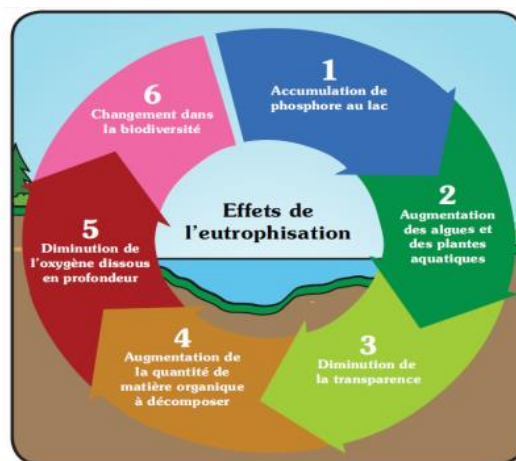 Effets de
l'eutrophisation
1
Accumulation de
phosphore au lac
2
Augmentation
des algues et
des plantes
aquatiques
3
Diminution de
la transparence
4
Augmentation de
la quantité de
matière organique
à décomposer
5
Diminution de
l'oxygène dissous
en profondeur
6
Changement dans
la biodiversité